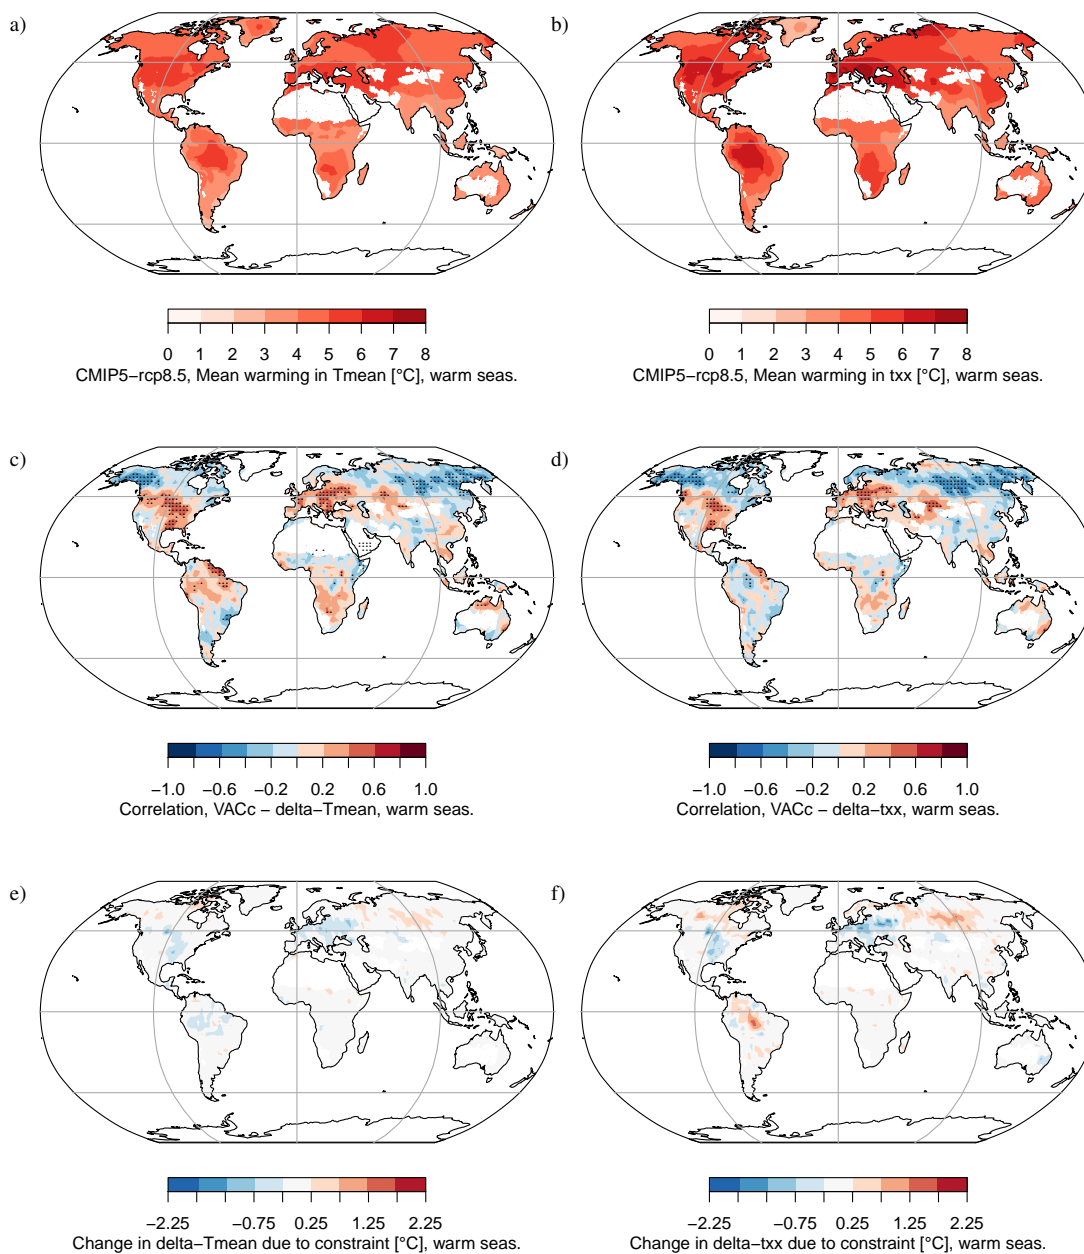 a)
b)
0 1 2 3 4 5 6 7 8
CMIP5−rcp8.5, Mean warming in Tmean [°C], warm seas.
0 1 2 3 4 5 6 7 8
CMIP5−rcp8.5, Mean warming in txx [°C], warm seas.
c)
d)
−1.0 −0.6 −0.2 0.2 0.6 1.0
Correlation, VACc − delta−Tmean, warm seas.
−1.0 −0.6 −0.2 0.2 0.6 1.0
Correlation, VACc − delta−txx, warm seas.
e)
f)
−2.25 −0.75 0.25 1.25 2.25
Change in delta−Tmean due to constraint [°C], warm seas.
−2.25 −0.75 0.25 1.25 2.25
Change in delta−txx due to constraint [°C], warm seas.